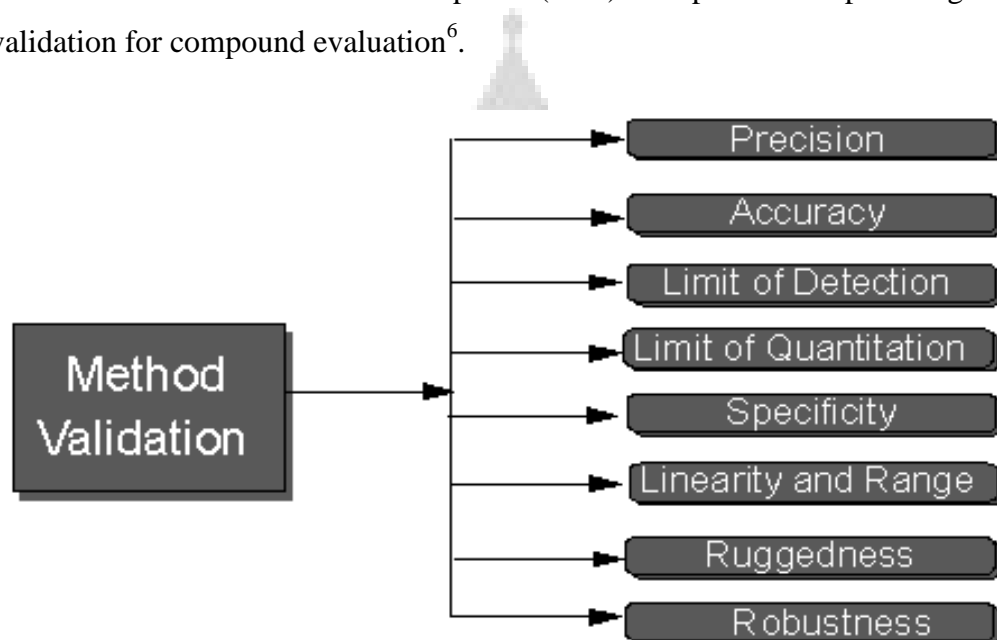 validation for compound evaluation⁶.
Precision
Accuracy
Limit of Detection
Limit of Quantitation
Method
Validation
Specificity
Linearity and Range
Ruggedness
Robustness